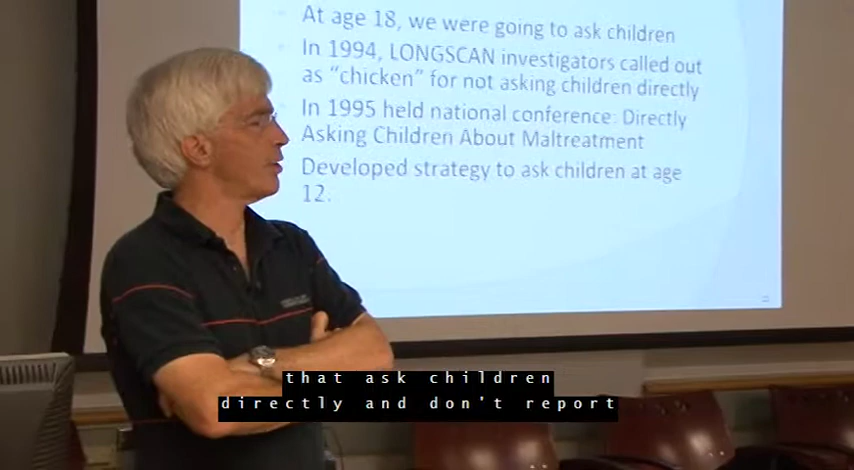 At age 18, we were going to ask children
In 1994, LONGSCAN investigators called out
as “chicken” for not asking children directly
In 1995 held national conference: Directly
Asking Children About Maltreatment
Developed strategy to ask children at age
12.
that ask children
directly and don't report